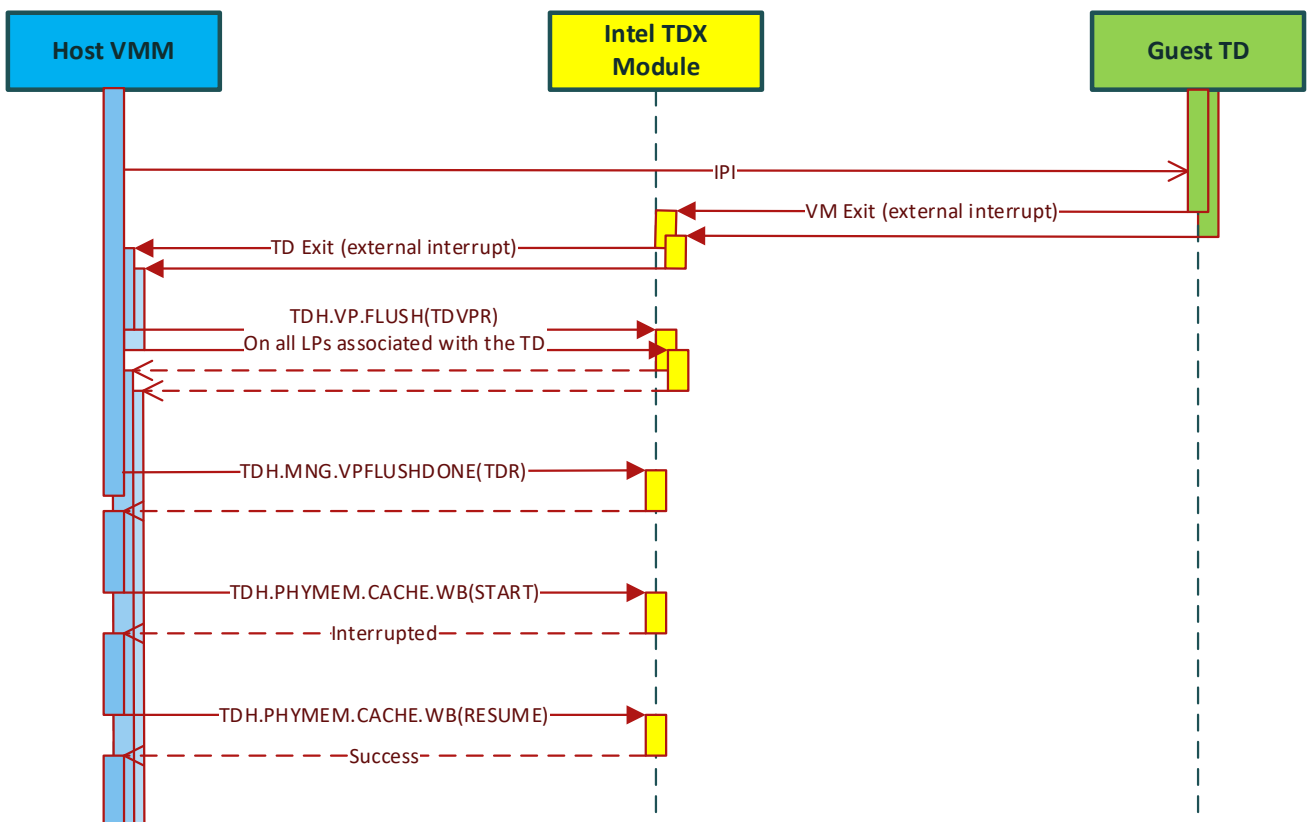 Host VMM
Intel TDX
Module
Guest TD
IPI
VM Exit (external interrupt)
TD Exit (external interrupt)
TDH.VP.FLUSH(TDVPR)
On all LPs associated with the TD
TDH.MNG.VPFLUSHDONE(TDR)
TDH.PHYMEM.CACHE.WB(START)
Interrupted
TDH.PHYMEM.CACHE.WB(RESUME)
Success